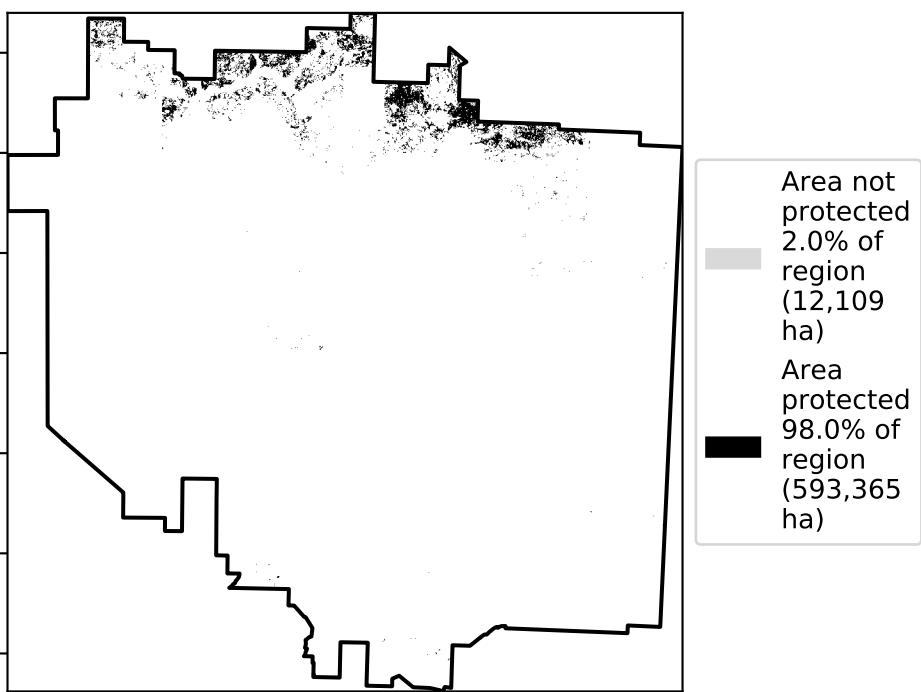 Area not
protected
2.0% of
region
(12,109
ha)
Area
protected
98.0% of
region
(593,365
ha)